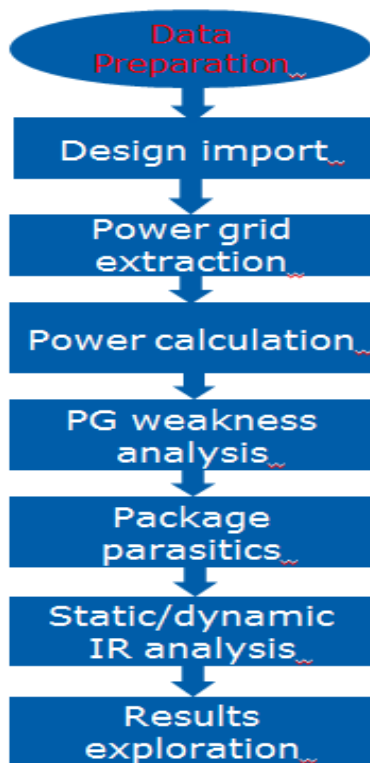 Data
Preparation
Design import
Power grid
extraction
Power calculation
PG weakness
analysis
Package
parasitics
Static/dynamic
IR analysis
Results
exploration